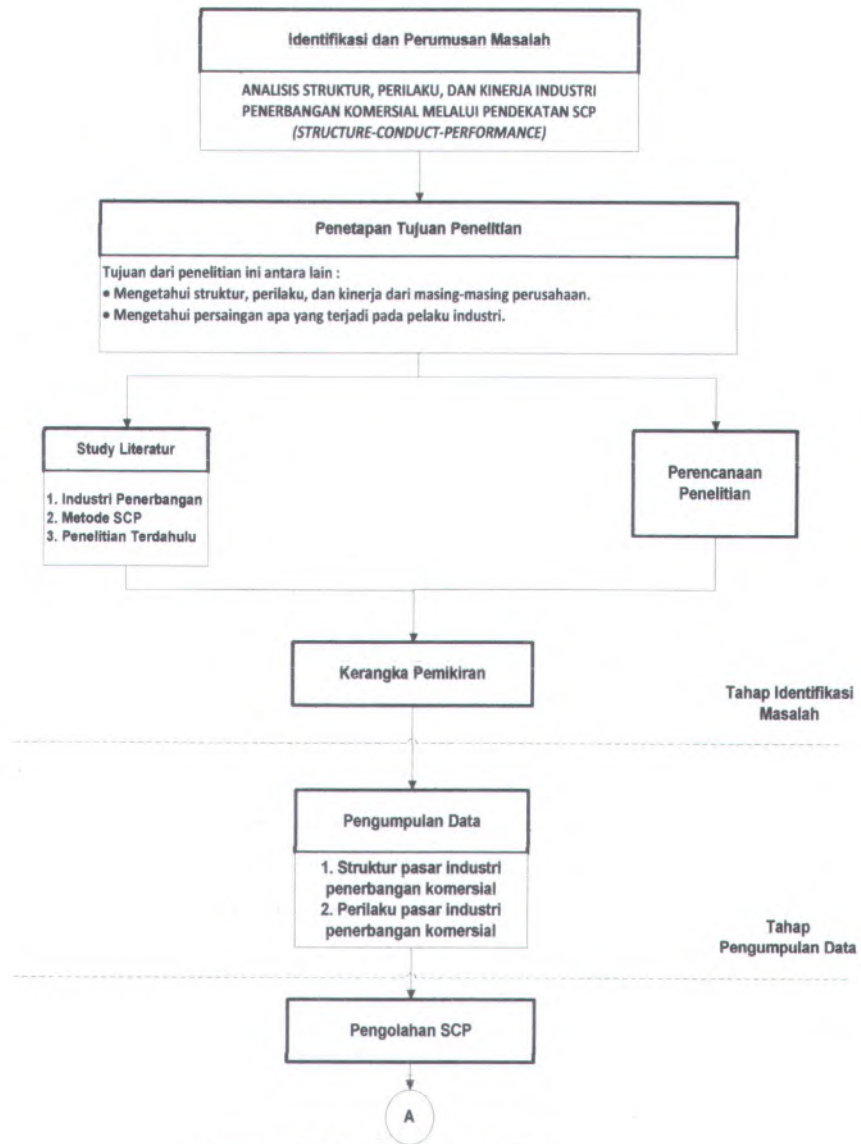 Identifikasi dan Perumusan Masalah
ANALISIS STRUKTUR, PERILAKU, DAN KINERJA INDUSTRI
PENERBANGAN KOMERSIAL MELALUI PENDEKATAN SCP
(STRUCTURE-CONDUCT-PERFORMANCE)
Penetapan Tujuan Penelitian
Tujuan dari penelitian ini antara lain :
• Mengetahui struktur, perilaku, dan kinerja dari masing-masing perusahaan.
• Mengetahui persaingan apa yang terjadi pada pelaku industri.
Study Literatur
1. Industri Penerbangan
2. Metode SCP
3. Penelitian Terdahulu
Perencanaan
Penelitian
Kerangka Pemikiran
Tahap Identifikasi
Masalah
Pengumpulan Data
1. Struktur pasar industri
penerbangan komersial
2. Perilaku pasar industri
penerbangan komersial
Tahap
Pengumpulan Data
Pengolahan SCP
A